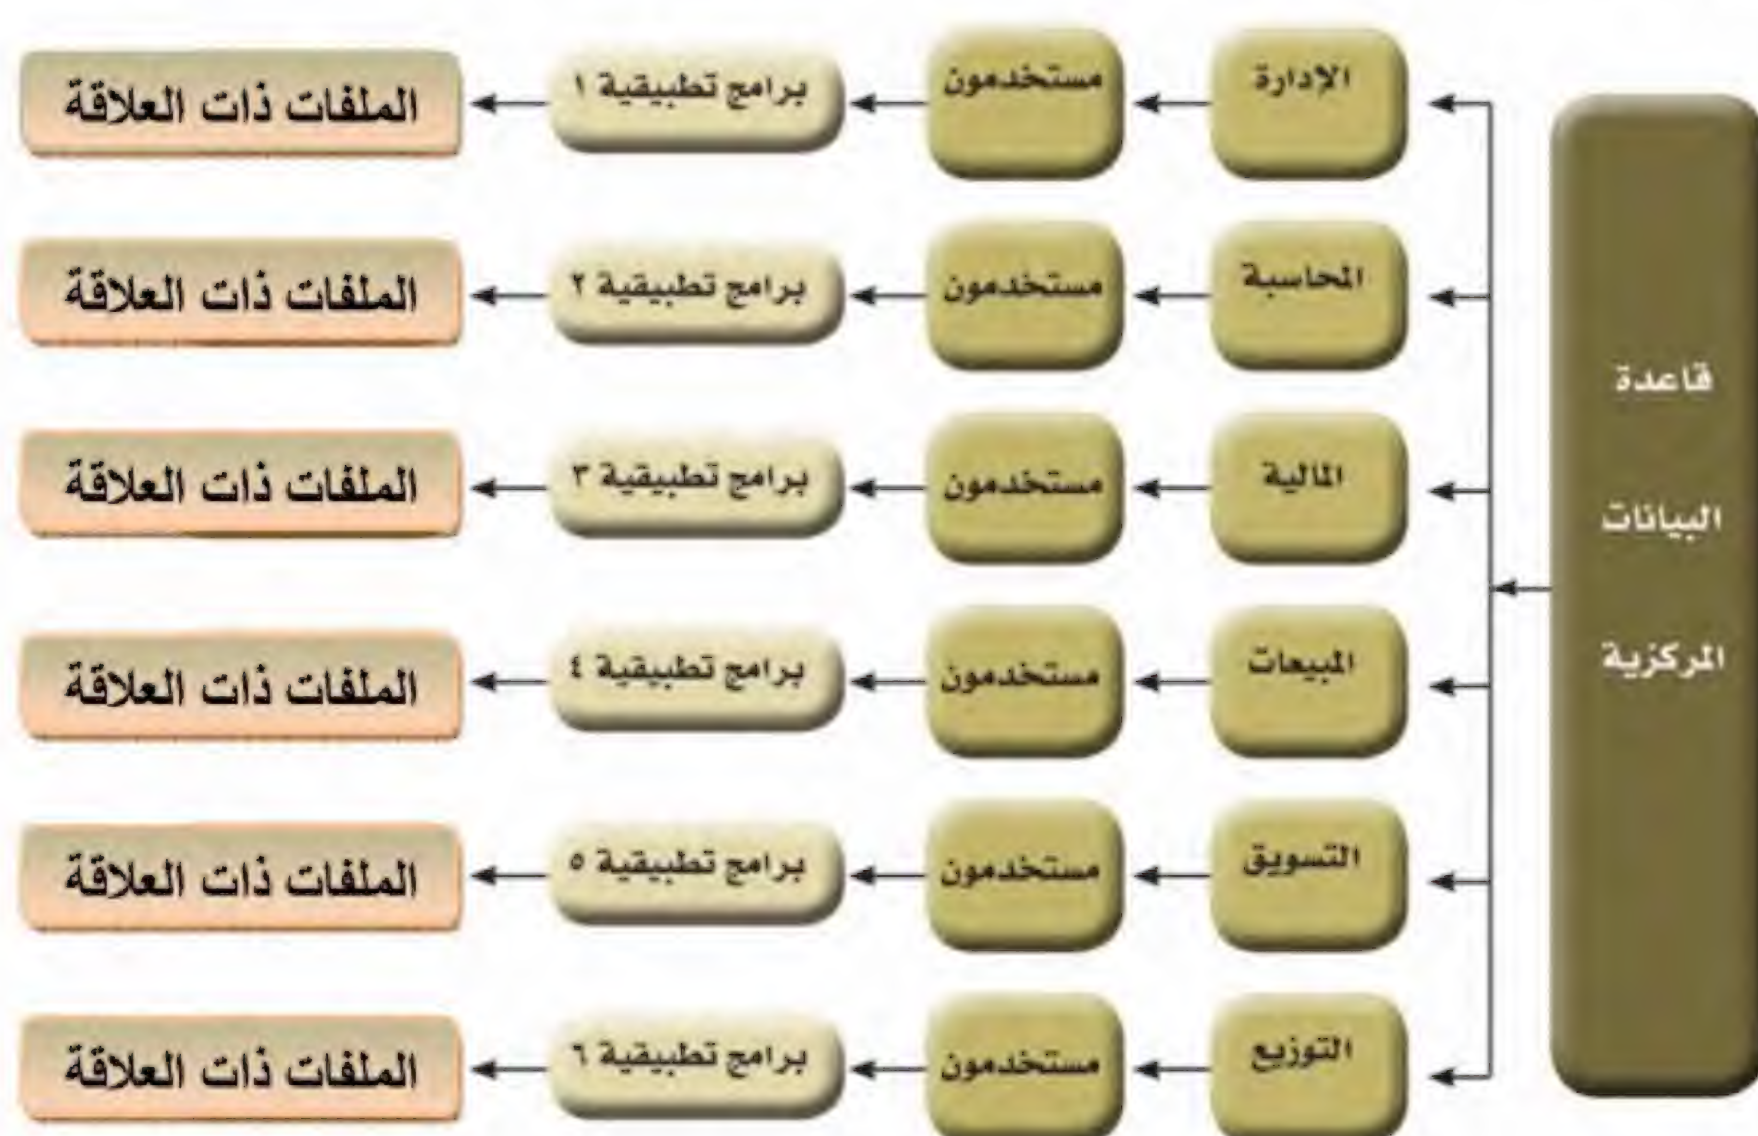 قاعدة
البيانات
المركزية
الإدارة
مستخدمون
برامج تطبيقية ١
الملفات ذات العلاقة
المحاسبة
مستخدمون
برامج تطبيقية ٢
الملفات ذات العلاقة
المالية
مستخدمون
برامج تطبيقية ٣
الملفات ذات العلاقة
المبيعات
مستخدمون
برامج تطبيقية ٤
الملفات ذات العلاقة
التسويق
مستخدمون
برامج تطبيقية ٥
الملفات ذات العلاقة
التوزيع
مستخدمون
برامج تطبيقية ٦
الملفات ذات العلاقة